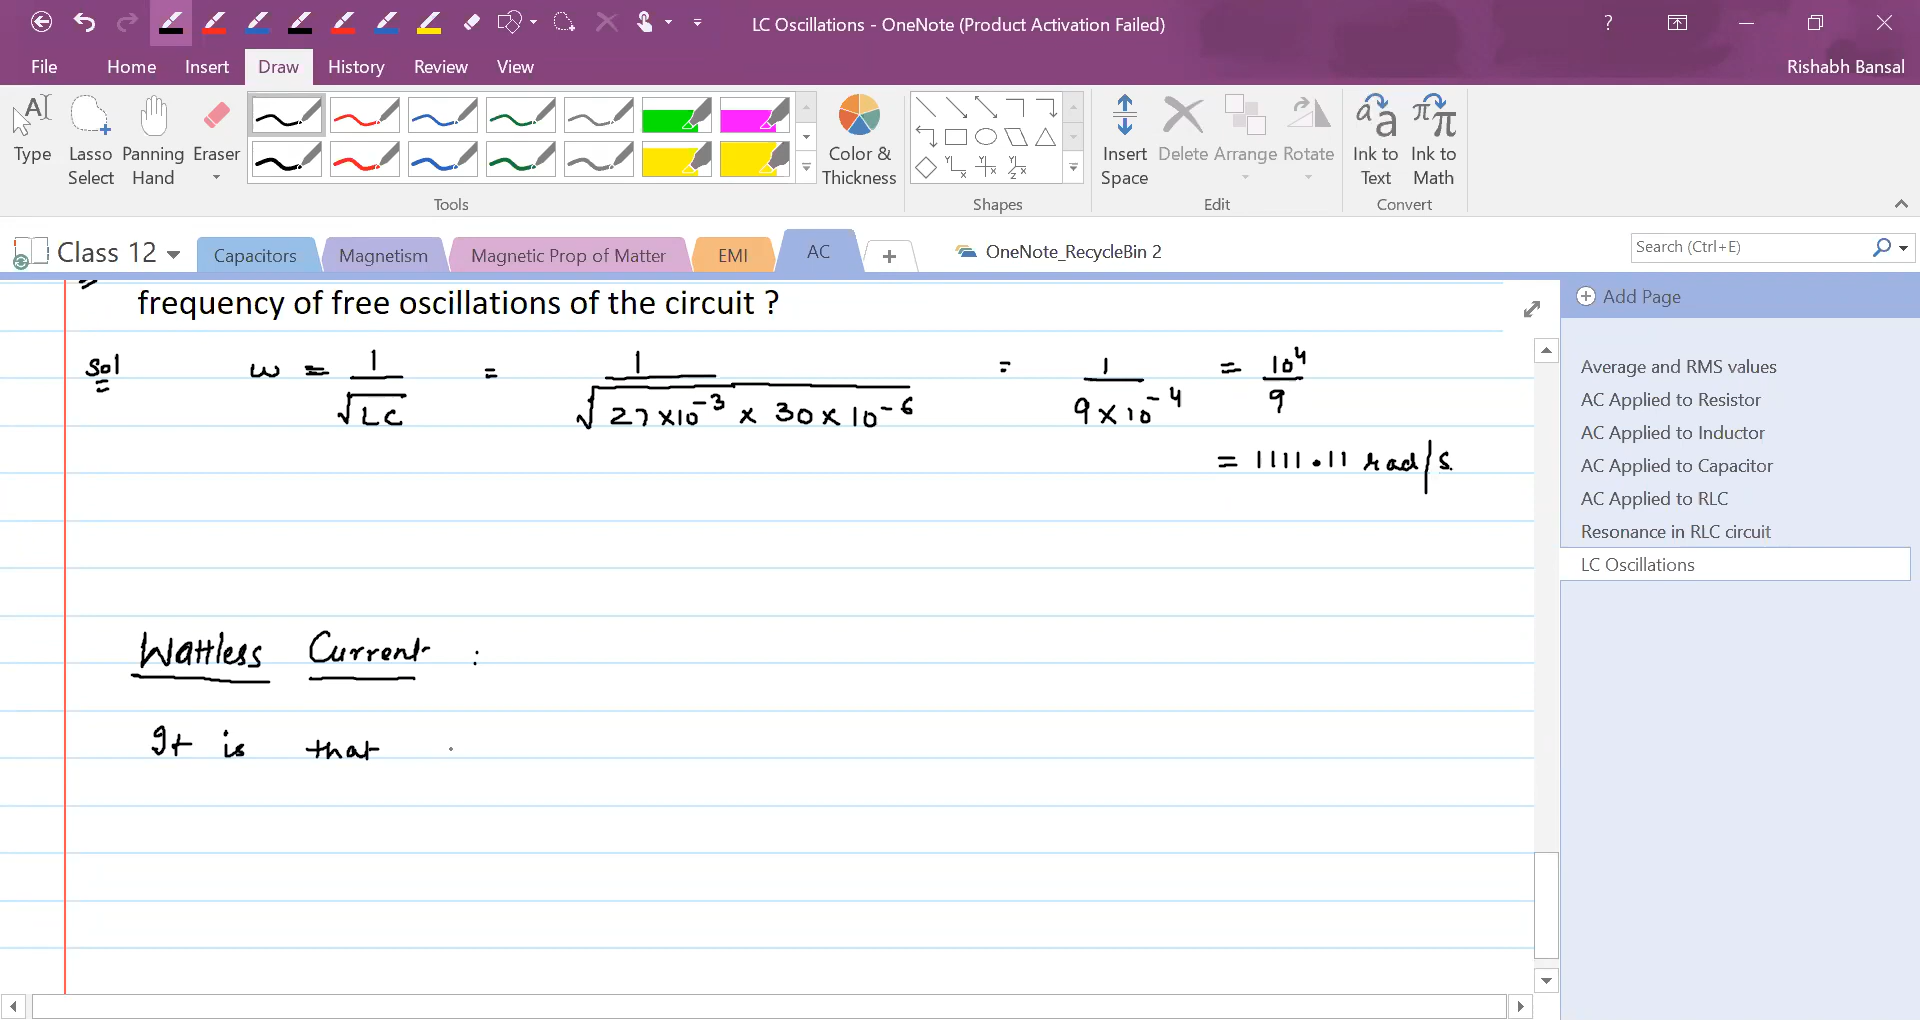 LC Oscillations - OneNote (Product Activation Failed)
?
File Home Insert Draw History Review View
Rishabh Bansal
Type
Lasso Select
Panning Hand
Eraser
Color & Thickness
Insert Space
Delete
Arrange
Rotate
Ink to Text
Ink to Math
Tools
Shapes
Edit
Convert
Class 12
Capacitors
Magnetism
Magnetic Prop of Matter
EMI
AC
OneNote_RecycleBin 2
Search (Ctrl+E)
frequency of free oscillations of the circuit ?
Sol ω = 1/√LC = 1/√27×10⁻³ × 30×10⁻⁶ = 1/9×10⁻⁴ = 10⁴/9
= 1111.11 rad/s.
Wattless Current :
It is that
Add Page
Average and RMS values
AC Applied to Resistor
AC Applied to Inductor
AC Applied to Capacitor
AC Applied to RLC
Resonance in RLC circuit
LC Oscillations